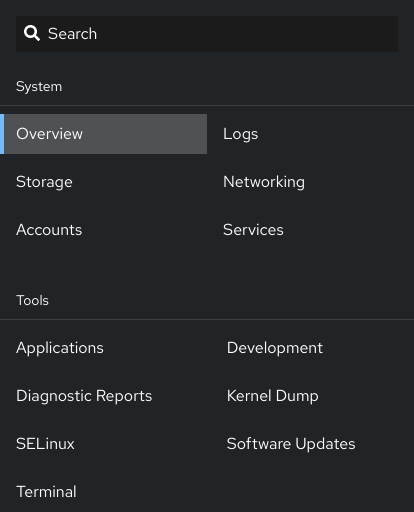 Search
System
Overview
Logs
Storage
Networking
Accounts
Services
Tools
Applications
Development
Diagnostic Reports
Kernel Dump
SELinux
Software Updates
Terminal